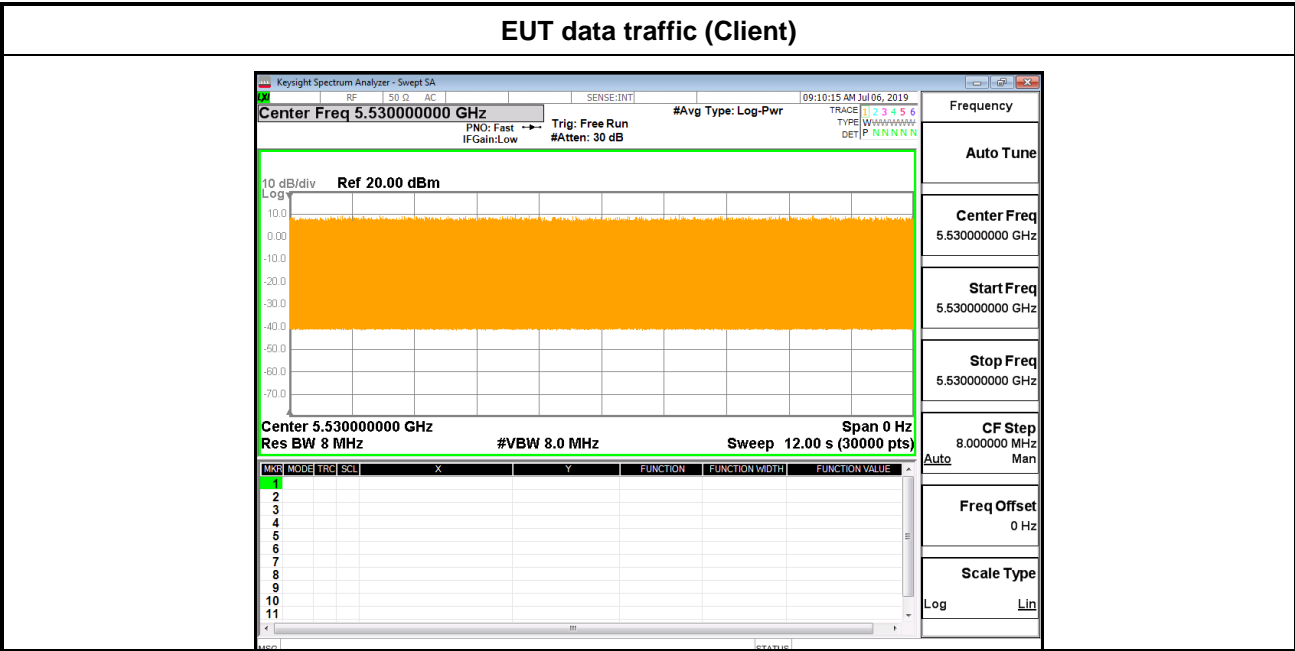 EUT data traffic (Client)
Keysight Spectrum Analyzer - Swept SA
LXI RF 50 Ω AC SENSE:INT 09:10:15 AM Jul 06, 2019
Center Freq 5.530000000 GHz
PNO: Fast
IFGain:Low
Trig: Free Run
#Atten: 30 dB
#Avg Type: Log-Pwr
TRACE 1 2 3 4 5 6
TYPE WWWWWW
DET P N N N N N
10 dB/div Ref 20.00 dBm
Log
10.0
0.00
-10.0
-20.0
-30.0
-40.0
-50.0
-60.0
-70.0
Center 5.530000000 GHz Span 0 Hz
Res BW 8 MHz #VBW 8.0 MHz Sweep 12.00 s (30000 pts)
MKR MODE TRC SCL X Y FUNCTION FUNCTION WIDTH FUNCTION VALUE
1
2
3
4
5
6
7
8
9
10
11
MSG STATUS
Frequency
Auto Tune
Center Freq
5.530000000 GHz
Start Freq
5.530000000 GHz
Stop Freq
5.530000000 GHz
CF Step
8.000000 MHz
Auto Man
Freq Offset
0 Hz
Scale Type
Log Lin